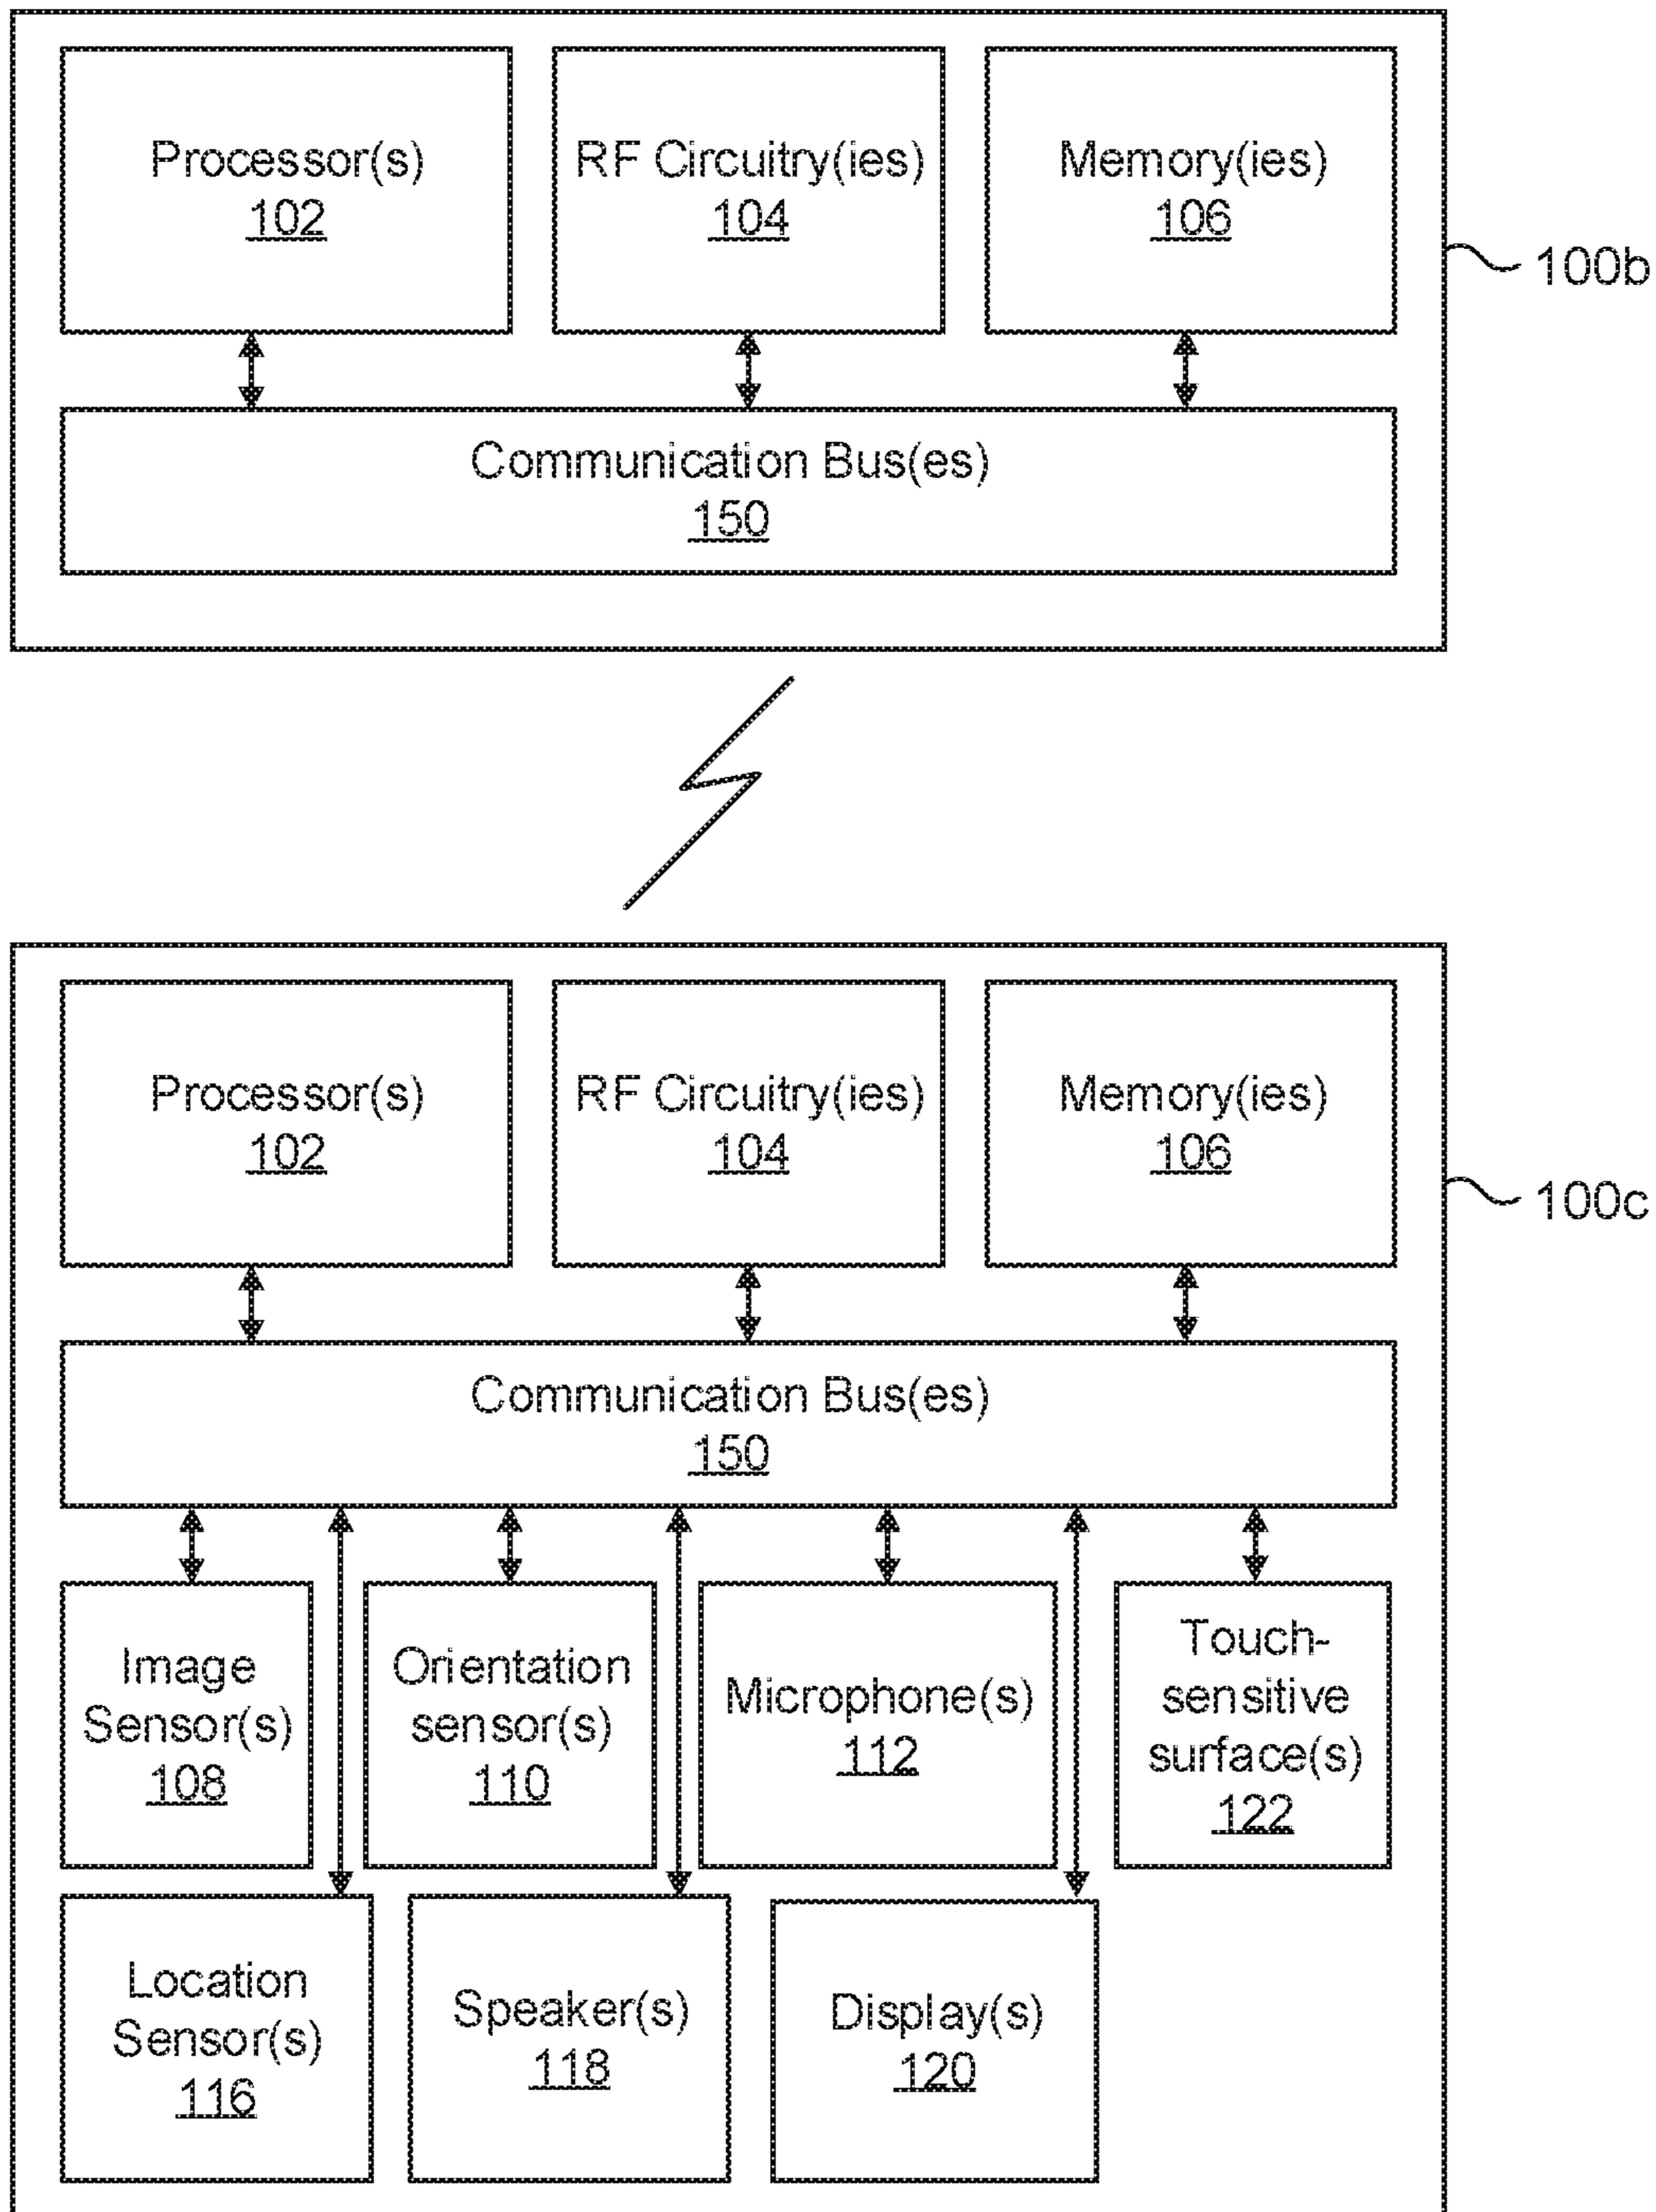 Processor(s)
102
RF Circuitry(ies)
104
Memory(ies)
106
100b
Communication Bus(es)
150
Processor(s)
102
RF Circuitry(ies)
104
Memory(ies)
106
100c
Communication Bus(es)
150
Image
Sensor(s)
108
Orientation
sensor(s)
110
Microphone(s)
112
Touch-
sensitive
surface(s)
122
Location
Sensor(s)
116
Speaker(s)
118
Display(s)
120